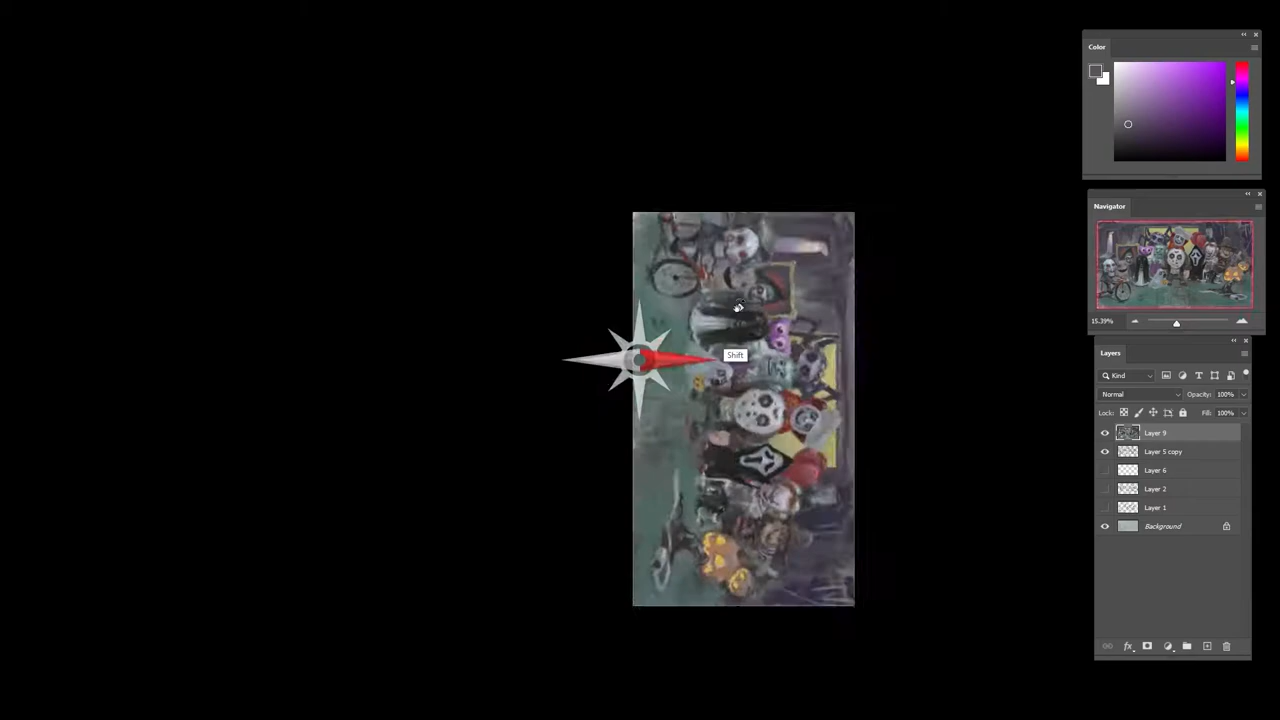 Color
Navigator
15.39%
Layers
Kind
Normal
Opacity: 100%
Lock:
Fill: 100%
Layer 9
Layer 5 copy
Layer 6
Layer 2
Layer 1
Background
fx
Shift